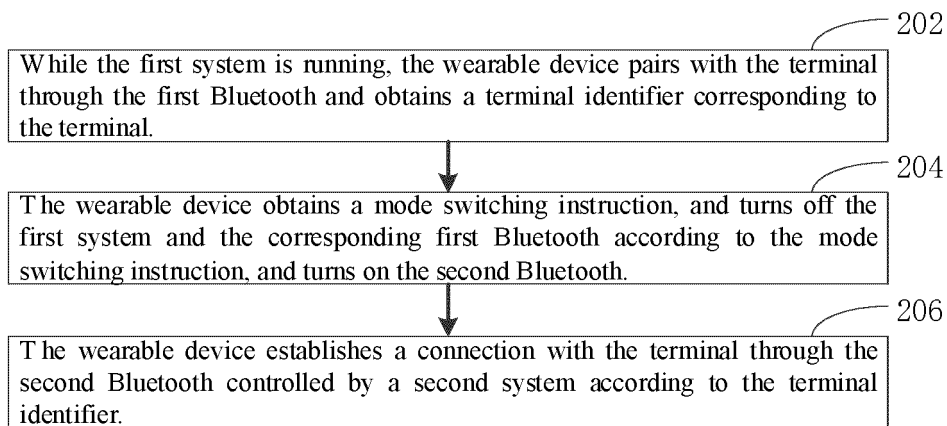 202
While the first system is running, the wearable device pairs with the terminal
through the first Bluetooth and obtains a terminal identifier corresponding to
the terminal.
204
The wearable device obtains a mode switching instruction, and turns off the
first system and the corresponding first Bluetooth according to the mode
switching instruction, and turns on the second Bluetooth.
206
The wearable device establishes a connection with the terminal through the
second Bluetooth controlled by a second system according to the terminal
identifier.